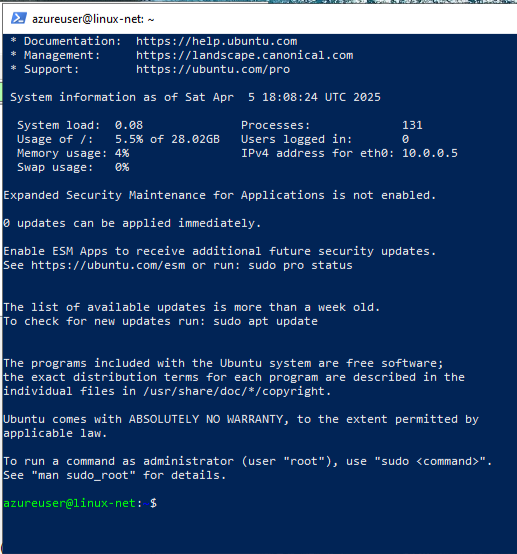 azureuser@linux-net: ~
* Documentation:  https://help.ubuntu.com
* Management:     https://landscape.canonical.com
* Support:        https://ubuntu.com/pro
System information as of Sat Apr  5 18:08:24 UTC 2025
System load:  0.08              Processes:             131
Usage of /:   5.5% of 28.02GB   Users logged in:       0
Memory usage: 4%                IPv4 address for eth0: 10.0.0.5
Swap usage:   0%
Expanded Security Maintenance for Applications is not enabled.
0 updates can be applied immediately.
Enable ESM Apps to receive additional future security updates.
See https://ubuntu.com/esm or run: sudo pro status
The list of available updates is more than a week old.
To check for new updates run: sudo apt update
The programs included with the Ubuntu system are free software;
the exact distribution terms for each program are described in the
individual files in /usr/share/doc/*/copyright.
Ubuntu comes with ABSOLUTELY NO WARRANTY, to the extent permitted by
applicable law.
To run a command as administrator (user "root"), use "sudo <command>".
See "man sudo_root" for details.
azureuser@linux-net: $